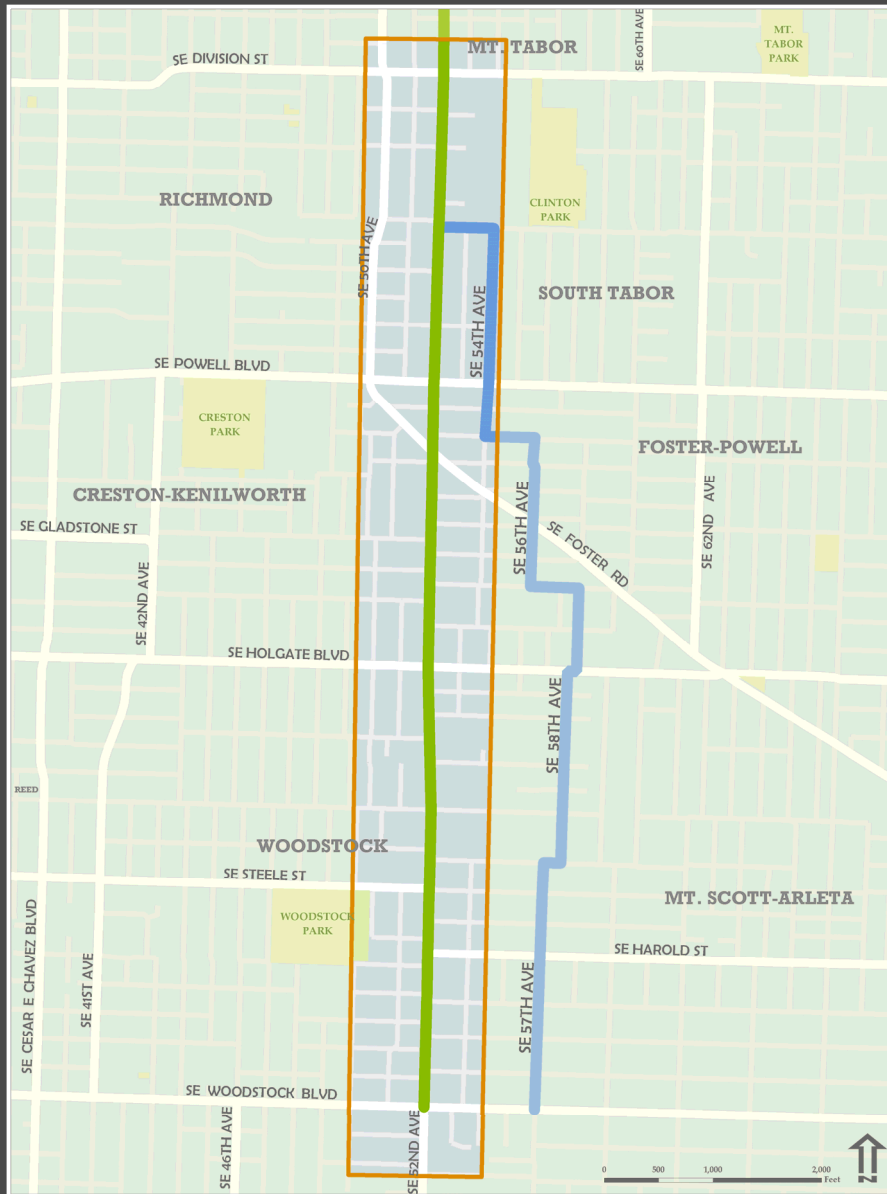 MT. TABOR
SE 60TH AVE
MT.
TABOR
PARK
SE DIVISION ST
RICHMOND
CLINTON
PARK
SE 50TH AVE
SOUTH TABOR
SE 54TH AVE
SE POWELL BLVD
CRESTON
PARK
FOSTER-POWELL
CRESTON-KENILWORTH
SE GLADSTONE ST
SE 56TH AVE
SE FOSTER RD
SE 62ND AVE
SE 42ND AVE
SE HOLGATE BLVD
SE 58TH AVE
REED
WOODSTOCK
SE STEELE ST
MT. SCOTT-ARLETA
WOODSTOCK
PARK
SE HAROLD ST
SE CESAR E CHAVEZ BLVD
SE 41ST AVE
SE 57TH AVE
SE WOODSTOCK BLVD
SE 46TH AVE
SE 52ND AVE
0 500 1,000 2,000
Feet
N